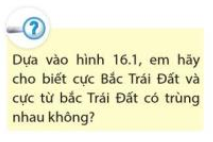 Dựa vào hình 16.1, em hãy
cho biết cực Bắc Trái Đất và
cực từ bắc Trái Đất có trùng
nhau không?